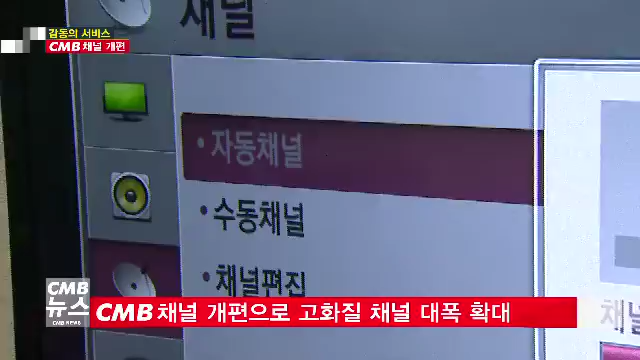 감동의 서비스
CMB 채널 개편
채널
• 자동채널
• 수동채널
• 채널편집
채널
CMB
뉴스
CMB NEWS
CMB 채널 개편으로 고화질 채널 대폭 확대